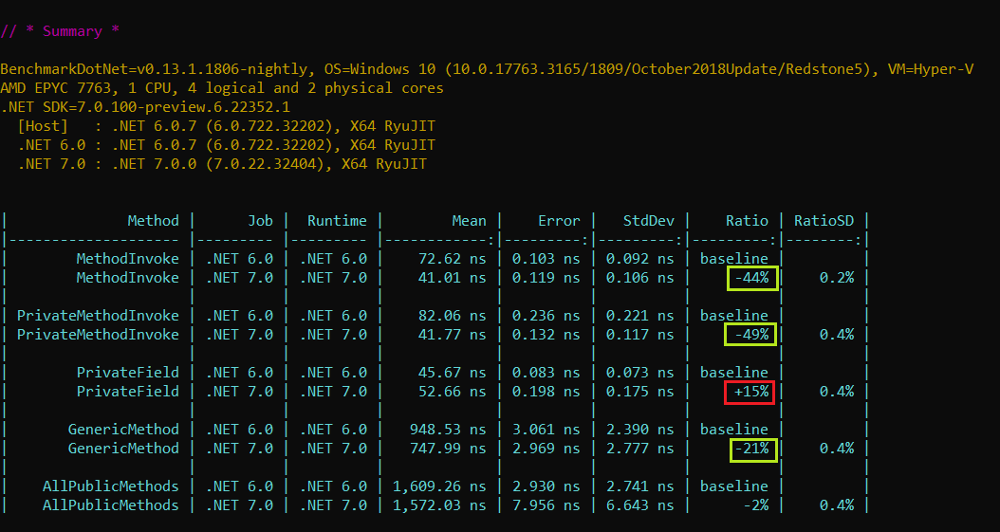 // * Summary *
BenchmarkDotNet=v0.13.1.1806-nightly, OS=Windows 10 (10.0.17763.3165/1809/October2018Update/Redstone5), VM=Hyper-V
AMD EPYC 7763, 1 CPU, 4 logical and 2 physical cores
.NET SDK=7.0.100-preview.6.22352.1
  [Host]   : .NET 6.0.7 (6.0.722.32202), X64 RyuJIT
  .NET 6.0 : .NET 6.0.7 (6.0.722.32202), X64 RyuJIT
  .NET 7.0 : .NET 7.0.0 (7.0.22.32404), X64 RyuJIT
|              Method |      Job |  Runtime |        Mean |    Error |   StdDev |    Ratio | RatioSD |
|-------------------- |--------- |--------- |------------:|---------:|---------:|---------:|--------:|
|        MethodInvoke | .NET 6.0 | .NET 6.0 |    72.62 ns | 0.103 ns | 0.092 ns | baseline |         |
|        MethodInvoke | .NET 7.0 | .NET 7.0 |    41.01 ns | 0.119 ns | 0.106 ns |     -44% |    0.2% |
|                     |          |          |             |          |          |          |         |
| PrivateMethodInvoke | .NET 6.0 | .NET 6.0 |    82.06 ns | 0.236 ns | 0.221 ns | baseline |         |
| PrivateMethodInvoke | .NET 7.0 | .NET 7.0 |    41.77 ns | 0.132 ns | 0.117 ns |     -49% |    0.4% |
|                     |          |          |             |          |          |          |         |
|        PrivateField | .NET 6.0 | .NET 6.0 |    45.67 ns | 0.083 ns | 0.073 ns | baseline |         |
|        PrivateField | .NET 7.0 | .NET 7.0 |    52.66 ns | 0.198 ns | 0.175 ns |     +15% |    0.4% |
|                     |          |          |             |          |          |          |         |
|       GenericMethod | .NET 6.0 | .NET 6.0 |   948.53 ns | 3.061 ns | 2.390 ns | baseline |         |
|       GenericMethod | .NET 7.0 | .NET 7.0 |   747.99 ns | 2.969 ns | 2.777 ns |     -21% |    0.4% |
|                     |          |          |             |          |          |          |         |
|    AllPublicMethods | .NET 6.0 | .NET 6.0 | 1,609.26 ns | 2.930 ns | 2.741 ns | baseline |         |
|    AllPublicMethods | .NET 7.0 | .NET 7.0 | 1,572.03 ns | 7.956 ns | 6.643 ns |      -2% |    0.4% |